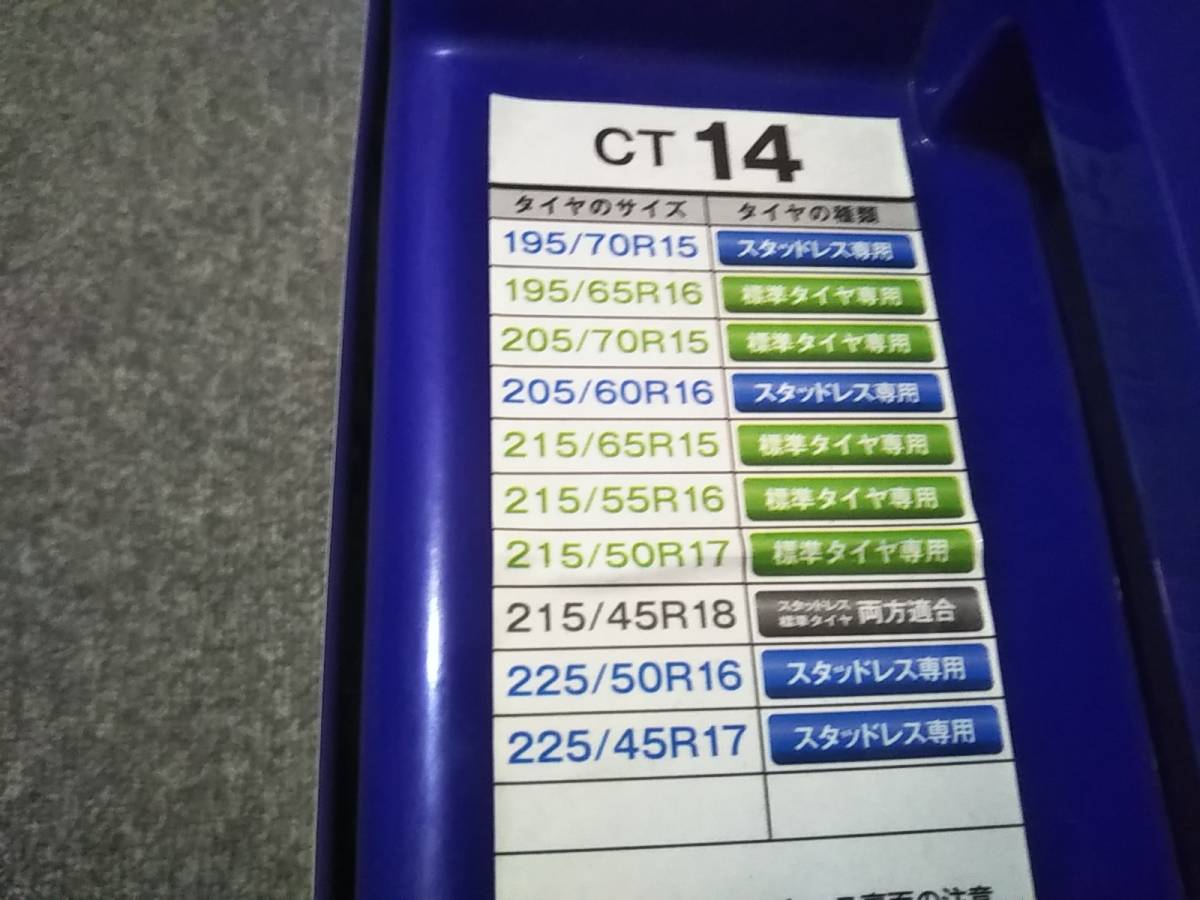 CT 14
タイヤのサイズ タイヤの種類
195/70R15 スタッドレス専用
195/65R16 標準タイヤ専用
205/70R15 標準タイヤ専用
205/60R16 スタッドレス専用
215/65R15 標準タイヤ専用
215/55R16 標準タイヤ専用
215/50R17 標準タイヤ専用
215/45R18 スタッドレス 標準タイヤ 両方適合
225/50R16 スタッドレス専用
225/45R17 スタッドレス専用
裏面の注意